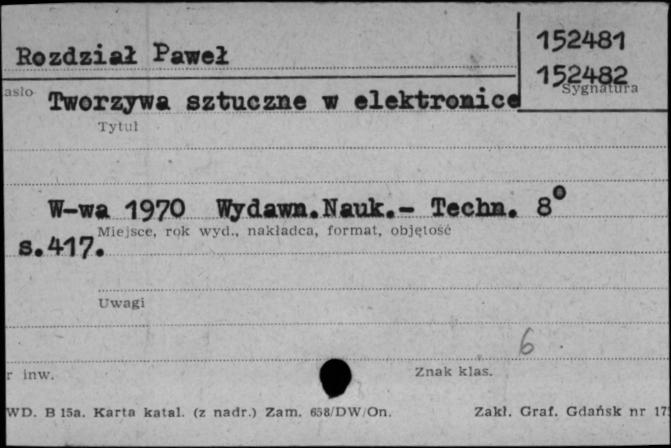 Rozdział Paweł
152481
152482
Sygnatura
asło Tworzywa sztuczne w elektronice
Tytuł
W-wa 1970 Wydawn.Nauk.- Techn. 8°
Miejsce, rok wyd., nakładca, format, objętość
s.417.
Uwagi
6
r inw.
Znak klas.
WD. B 15a. Karta katal. (z nadr.) Zam. 658/DW/On.
Zakł. Graf. Gdańsk nr 17